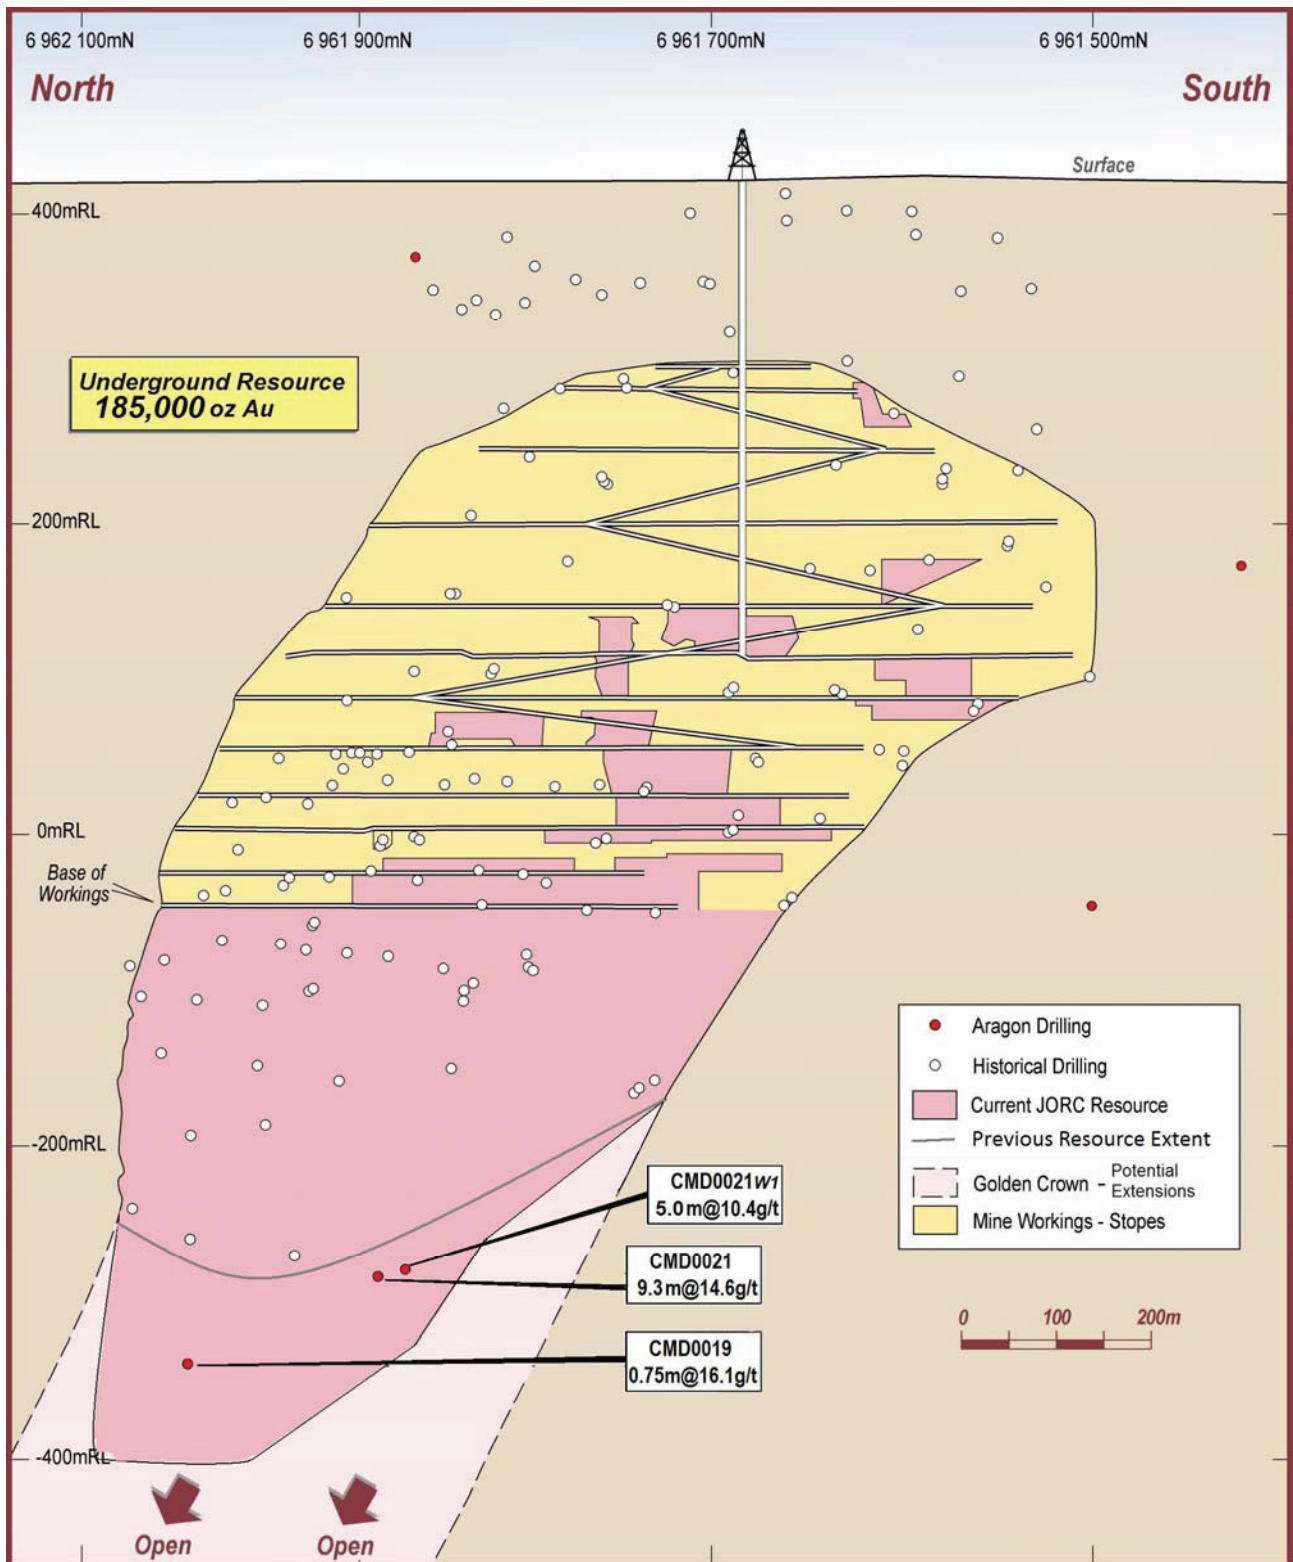 6 962 100mN
6 961 900mN
6 961 700mN
6 961 500mN
North
South
Surface
400mRL
Underground Resource
185,000 oz Au
200mRL
0mRL
Base of
Workings
-200mRL
CMD0021W1
5.0m@10.4g/t
CMD0021
9.3m@14.6g/t
CMD0019
0.75m@16.1g/t
Aragon Drilling
Historical Drilling
Current JORC Resource
Previous Resource Extent
Golden Crown - Potential
Extensions
Mine Workings - Stopes
0 100 200m
-400mRL
Open
Open